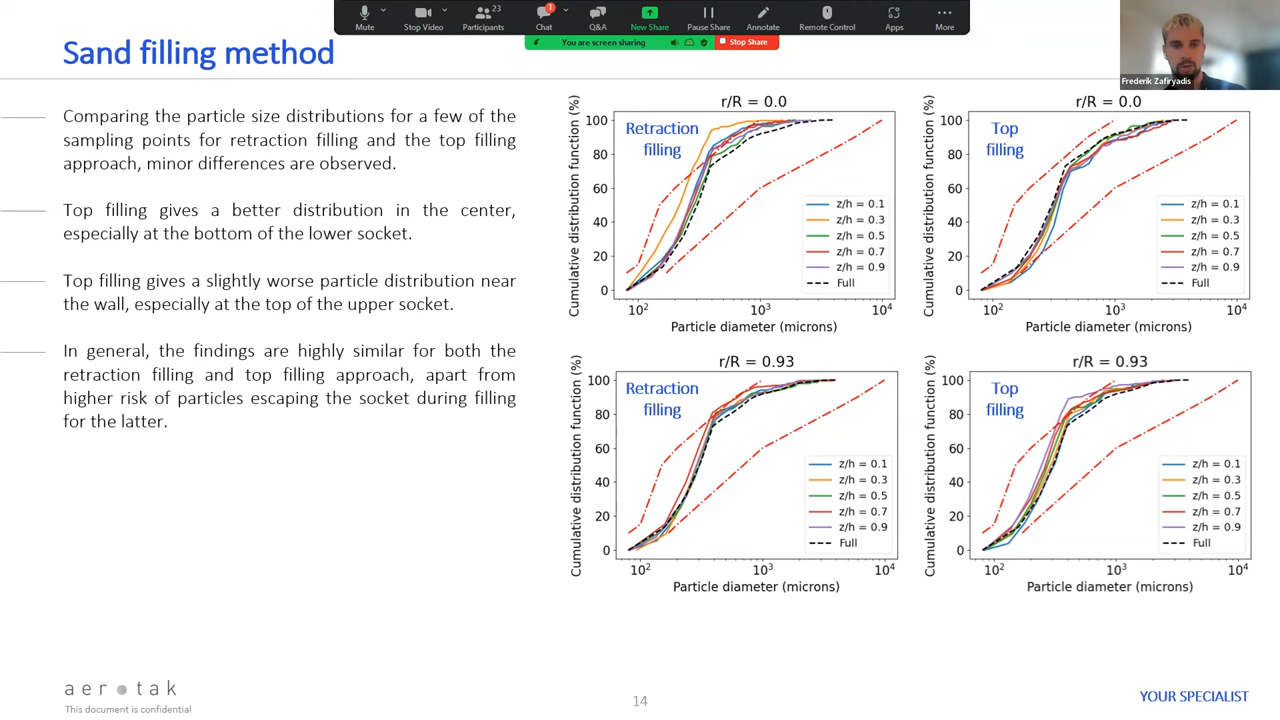 Mute
Stop Video
Participants
23
Chat
1
Q&A
New Share
Pause Share
Annotate
Remote Control
Apps
More
You are screen sharing
Stop Share
Frederik Zafiryadis
Sand filling method
Comparing the particle size distributions for a few of the
sampling points for retraction filling and the top filling
approach, minor differences are observed.
Top filling gives a better distribution in the center,
especially at the bottom of the lower socket.
Top filling gives a slightly worse particle distribution near
the wall, especially at the top of the upper socket.
In general, the findings are highly similar for both the
retraction filling and top filling approach, apart from
higher risk of particles escaping the socket during filling
for the latter.
r/R = 0.0
Retraction
filling
Cumulative distribution function (%)
100
80
60
40
20
0
z/h = 0.1
z/h = 0.3
z/h = 0.5
z/h = 0.7
z/h = 0.9
Full
10²
10³
10⁴
Particle diameter (microns)
r/R = 0.0
Top
filling
Cumulative distribution function (%)
100
80
60
40
20
0
z/h = 0.1
z/h = 0.3
z/h = 0.5
z/h = 0.7
z/h = 0.9
Full
10²
10³
10⁴
Particle diameter (microns)
r/R = 0.93
Retraction
filling
Cumulative distribution function (%)
100
80
60
40
20
0
z/h = 0.1
z/h = 0.3
z/h = 0.5
z/h = 0.7
z/h = 0.9
Full
10²
10³
10⁴
Particle diameter (microns)
r/R = 0.93
Top
filling
Cumulative distribution function (%)
100
80
60
40
20
0
z/h = 0.1
z/h = 0.3
z/h = 0.5
z/h = 0.7
z/h = 0.9
Full
10²
10³
10⁴
Particle diameter (microns)
aerotak
This document is confidential
14
YOUR SPECIALIST